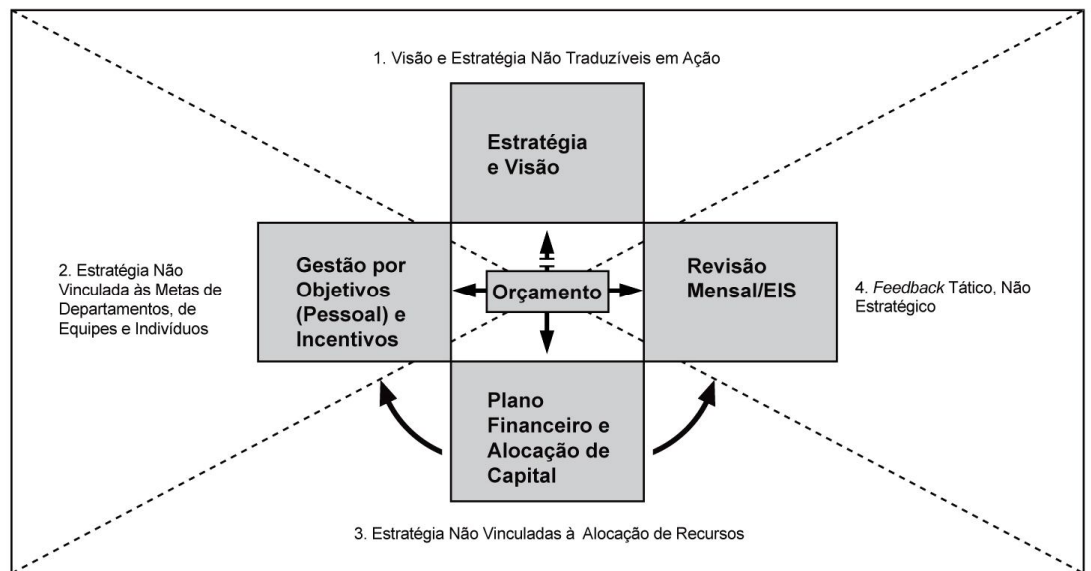 1. Visão e Estratégia Não Traduzíveis em Ação
Estratégia
e Visão
2. Estratégia Não
Vinculada às Metas de
Departamentos, de
Equipes e Indivíduos
Gestão por
Objetivos
(Pessoal) e
Incentivos
Orçamento
Revisão
Mensal/EIS
4. Feedback Tático, Não
Estratégico
Plano
Financeiro e
Alocação de
Capital
3. Estratégia Não Vinculadas à Alocação de Recursos